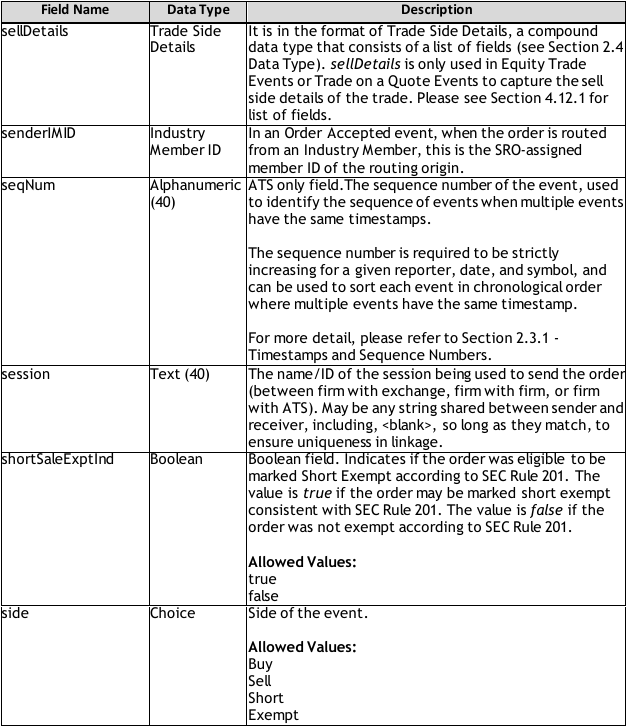 Field Name Data Type Description
sellDetails Trade Side Details It is in the format of Trade Side Details, a compound
data type that consists of a list of fields (see Section 2.4
Data Type). sellDetails is only used in Equity Trade
Events or Trade on a Quote Events to capture the sell
side details of the trade. Please see Section 4.12.1 for
list of fields.
senderIMID Industry Member ID In an Order Accepted event, when the order is routed
from an Industry Member, this is the SRO-assigned
member ID of the routing origin.
seqNum Alphanumeric (40) ATS only field.The sequence number of the event, used
to identify the sequence of events when multiple events
have the same timestamps.
The sequence number is required to be strictly
increasing for a given reporter, date, and symbol, and
can be used to sort each event in chronological order
where multiple events have the same timestamp.
For more detail, please refer to Section 2.3.1 -
Timestamps and Sequence Numbers.
session Text (40) The name/ID of the session being used to send the order
(between firm with exchange, firm with firm, or firm
with ATS). May be any string shared between sender and
receiver, including, <blank>, so long as they match, to
ensure uniqueness in linkage.
shortSaleExptInd Boolean Boolean field. Indicates if the order was eligible to be
marked Short Exempt according to SEC Rule 201. The
value is true if the order may be marked short exempt
consistent with SEC Rule 201. The value is false if the
order was not exempt according to SEC Rule 201.
Allowed Values:
true
false
side Choice Side of the event.
Allowed Values:
Buy
Sell
Short
Exempt